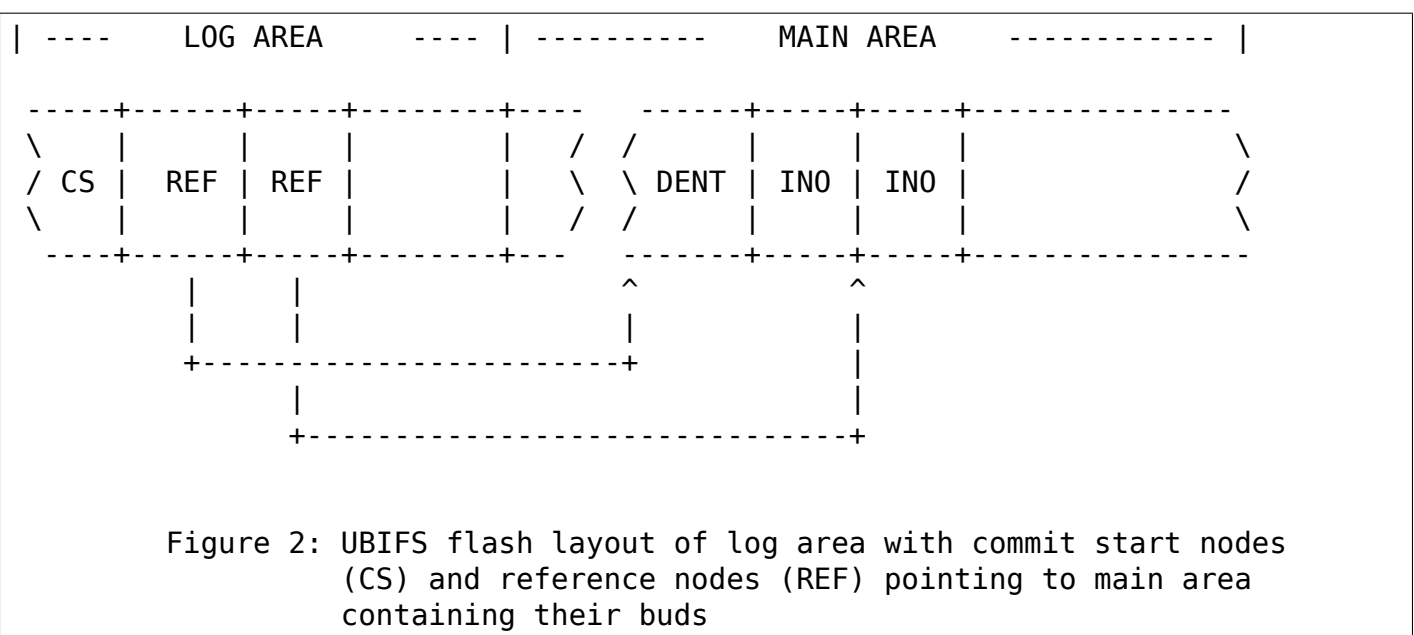 | ---- LOG AREA ---- | ---------- MAIN AREA ------------ |
-----+------+-----+--------+---- ------+-----+-----+---------------
\ | | | | / / | | | \
/ CS | REF | REF | | \ \ DENT | INO | INO | /
\ | | | | / / | | | \
----+------+-----+--------+--- -------+-----+-----+----------------
| | ^ ^
| | | |
+------------------------+ |
| |
+-------------------------------+
Figure 2: UBIFS flash layout of log area with commit start nodes
(CS) and reference nodes (REF) pointing to main area
containing their buds